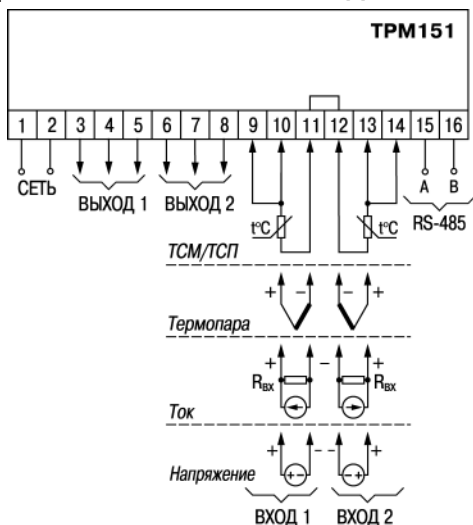 ТРМ151
1 2 3 4 5 6 7 8 9 10 11 12 13 14 15 16
СЕТЬ
ВЫХОД 1
ВЫХОД 2
A B
RS-485
t°C t°C
ТСМ/ТСП
+ - - +
Термопара
+ - +
Rвх Rвх
Ток
+ - - +
+ - - +
Напряжение
ВХОД 1 ВХОД 2